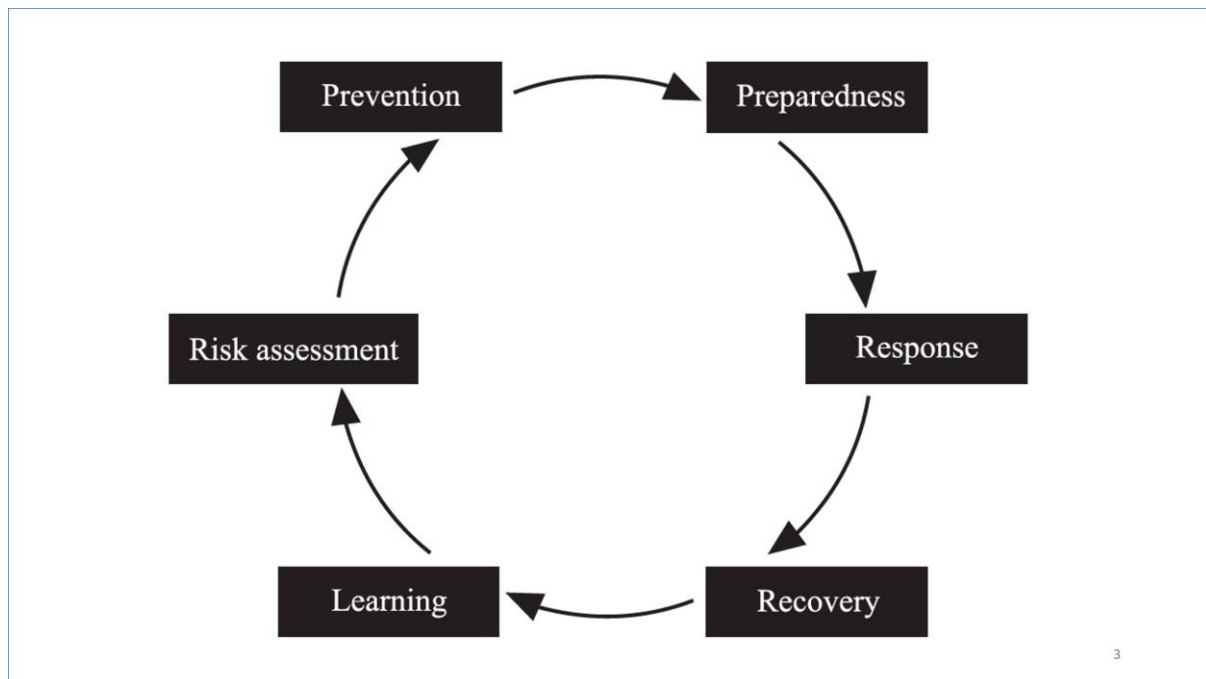 Prevention
Preparedness
Risk assessment
Response
Learning
Recovery
3